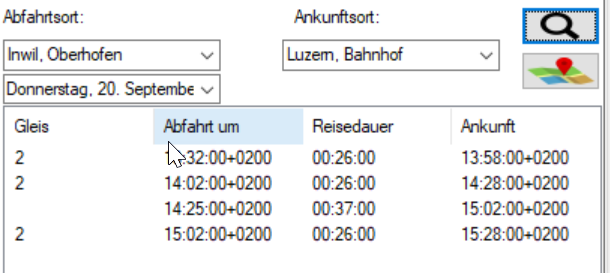 Abfahrtsort: Ankunftsort:
Inwil, Oberhofen Luzern, Bahnhof
Donnerstag, 20. Septembe
Gleis Abfahrt um Reisedauer Ankunft
2 :32:00+0200 00:26:00 13:58:00+0200
2 14:02:00+0200 00:26:00 14:28:00+0200
14:25:00+0200 00:37:00 15:02:00+0200
2 15:02:00+0200 00:26:00 15:28:00+0200